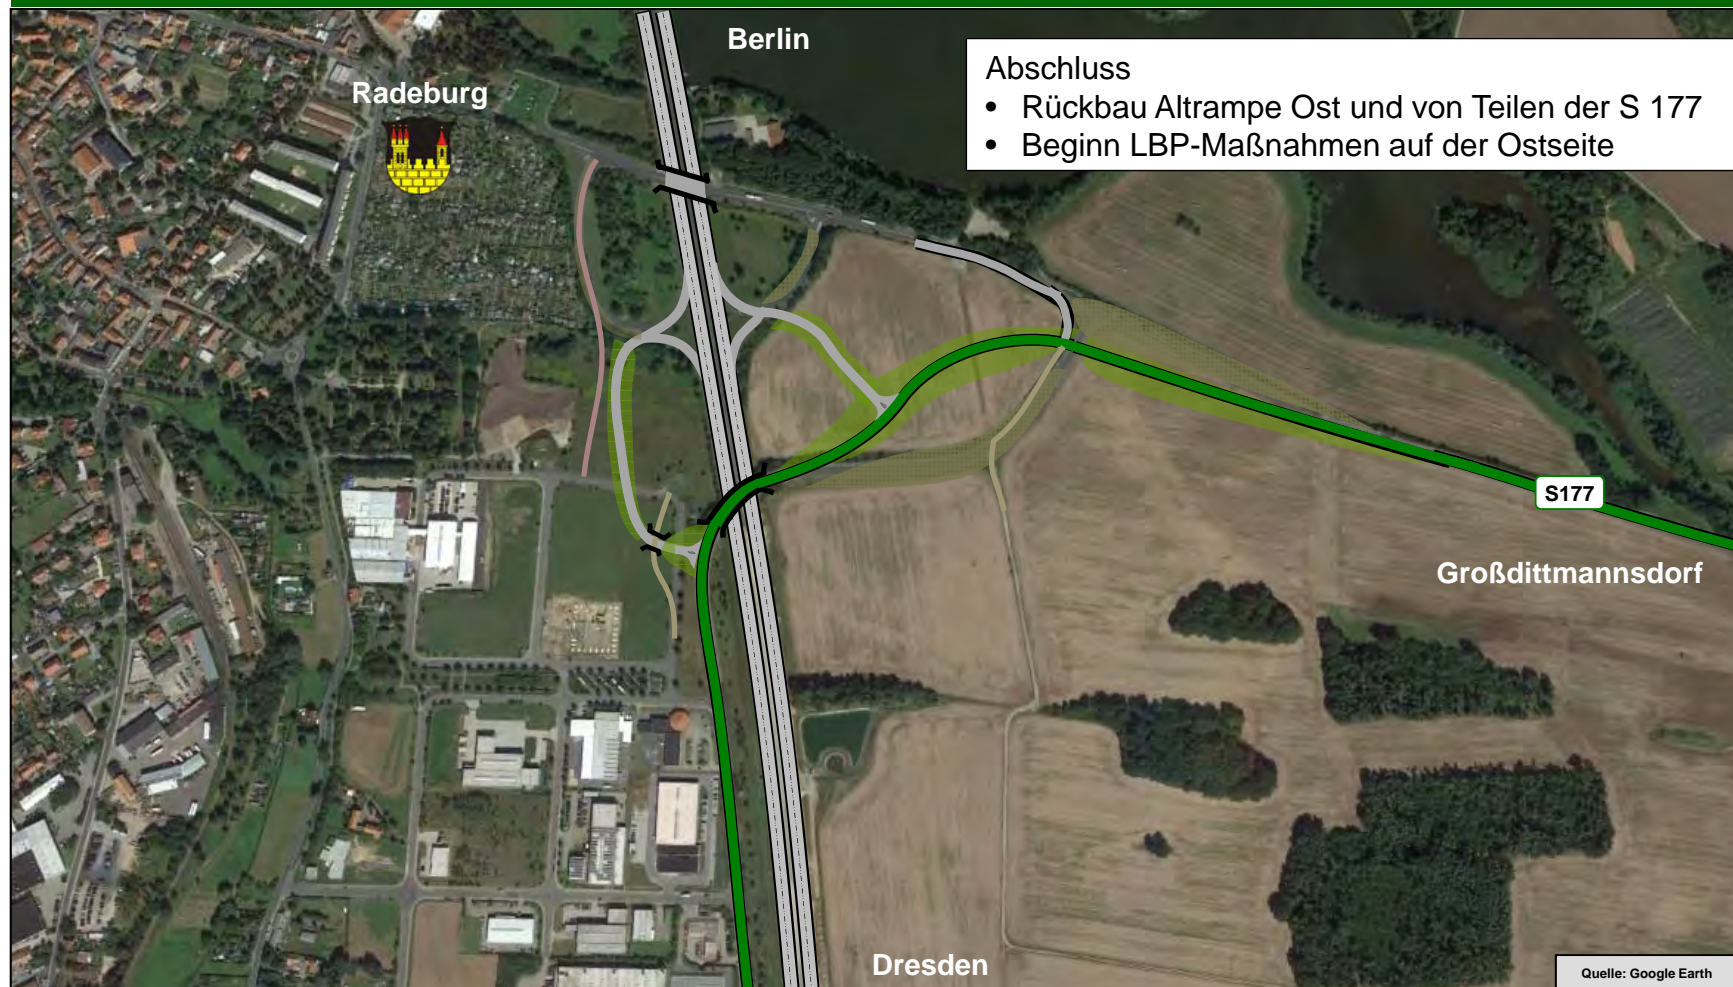 Berlin
Radeburg
Abschluss
• Rückbau Altrampe Ost und von Teilen der S 177
• Beginn LBP-Maßnahmen auf der Ostseite
S177
Großdittmannsdorf
Dresden
Quelle: Google Earth